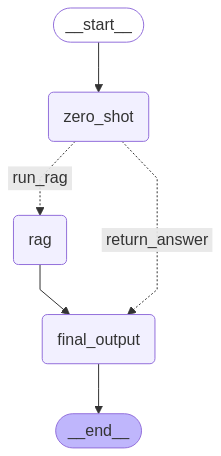 __start__
zero_shot
run_rag
rag
return_answer
final_output
__end__